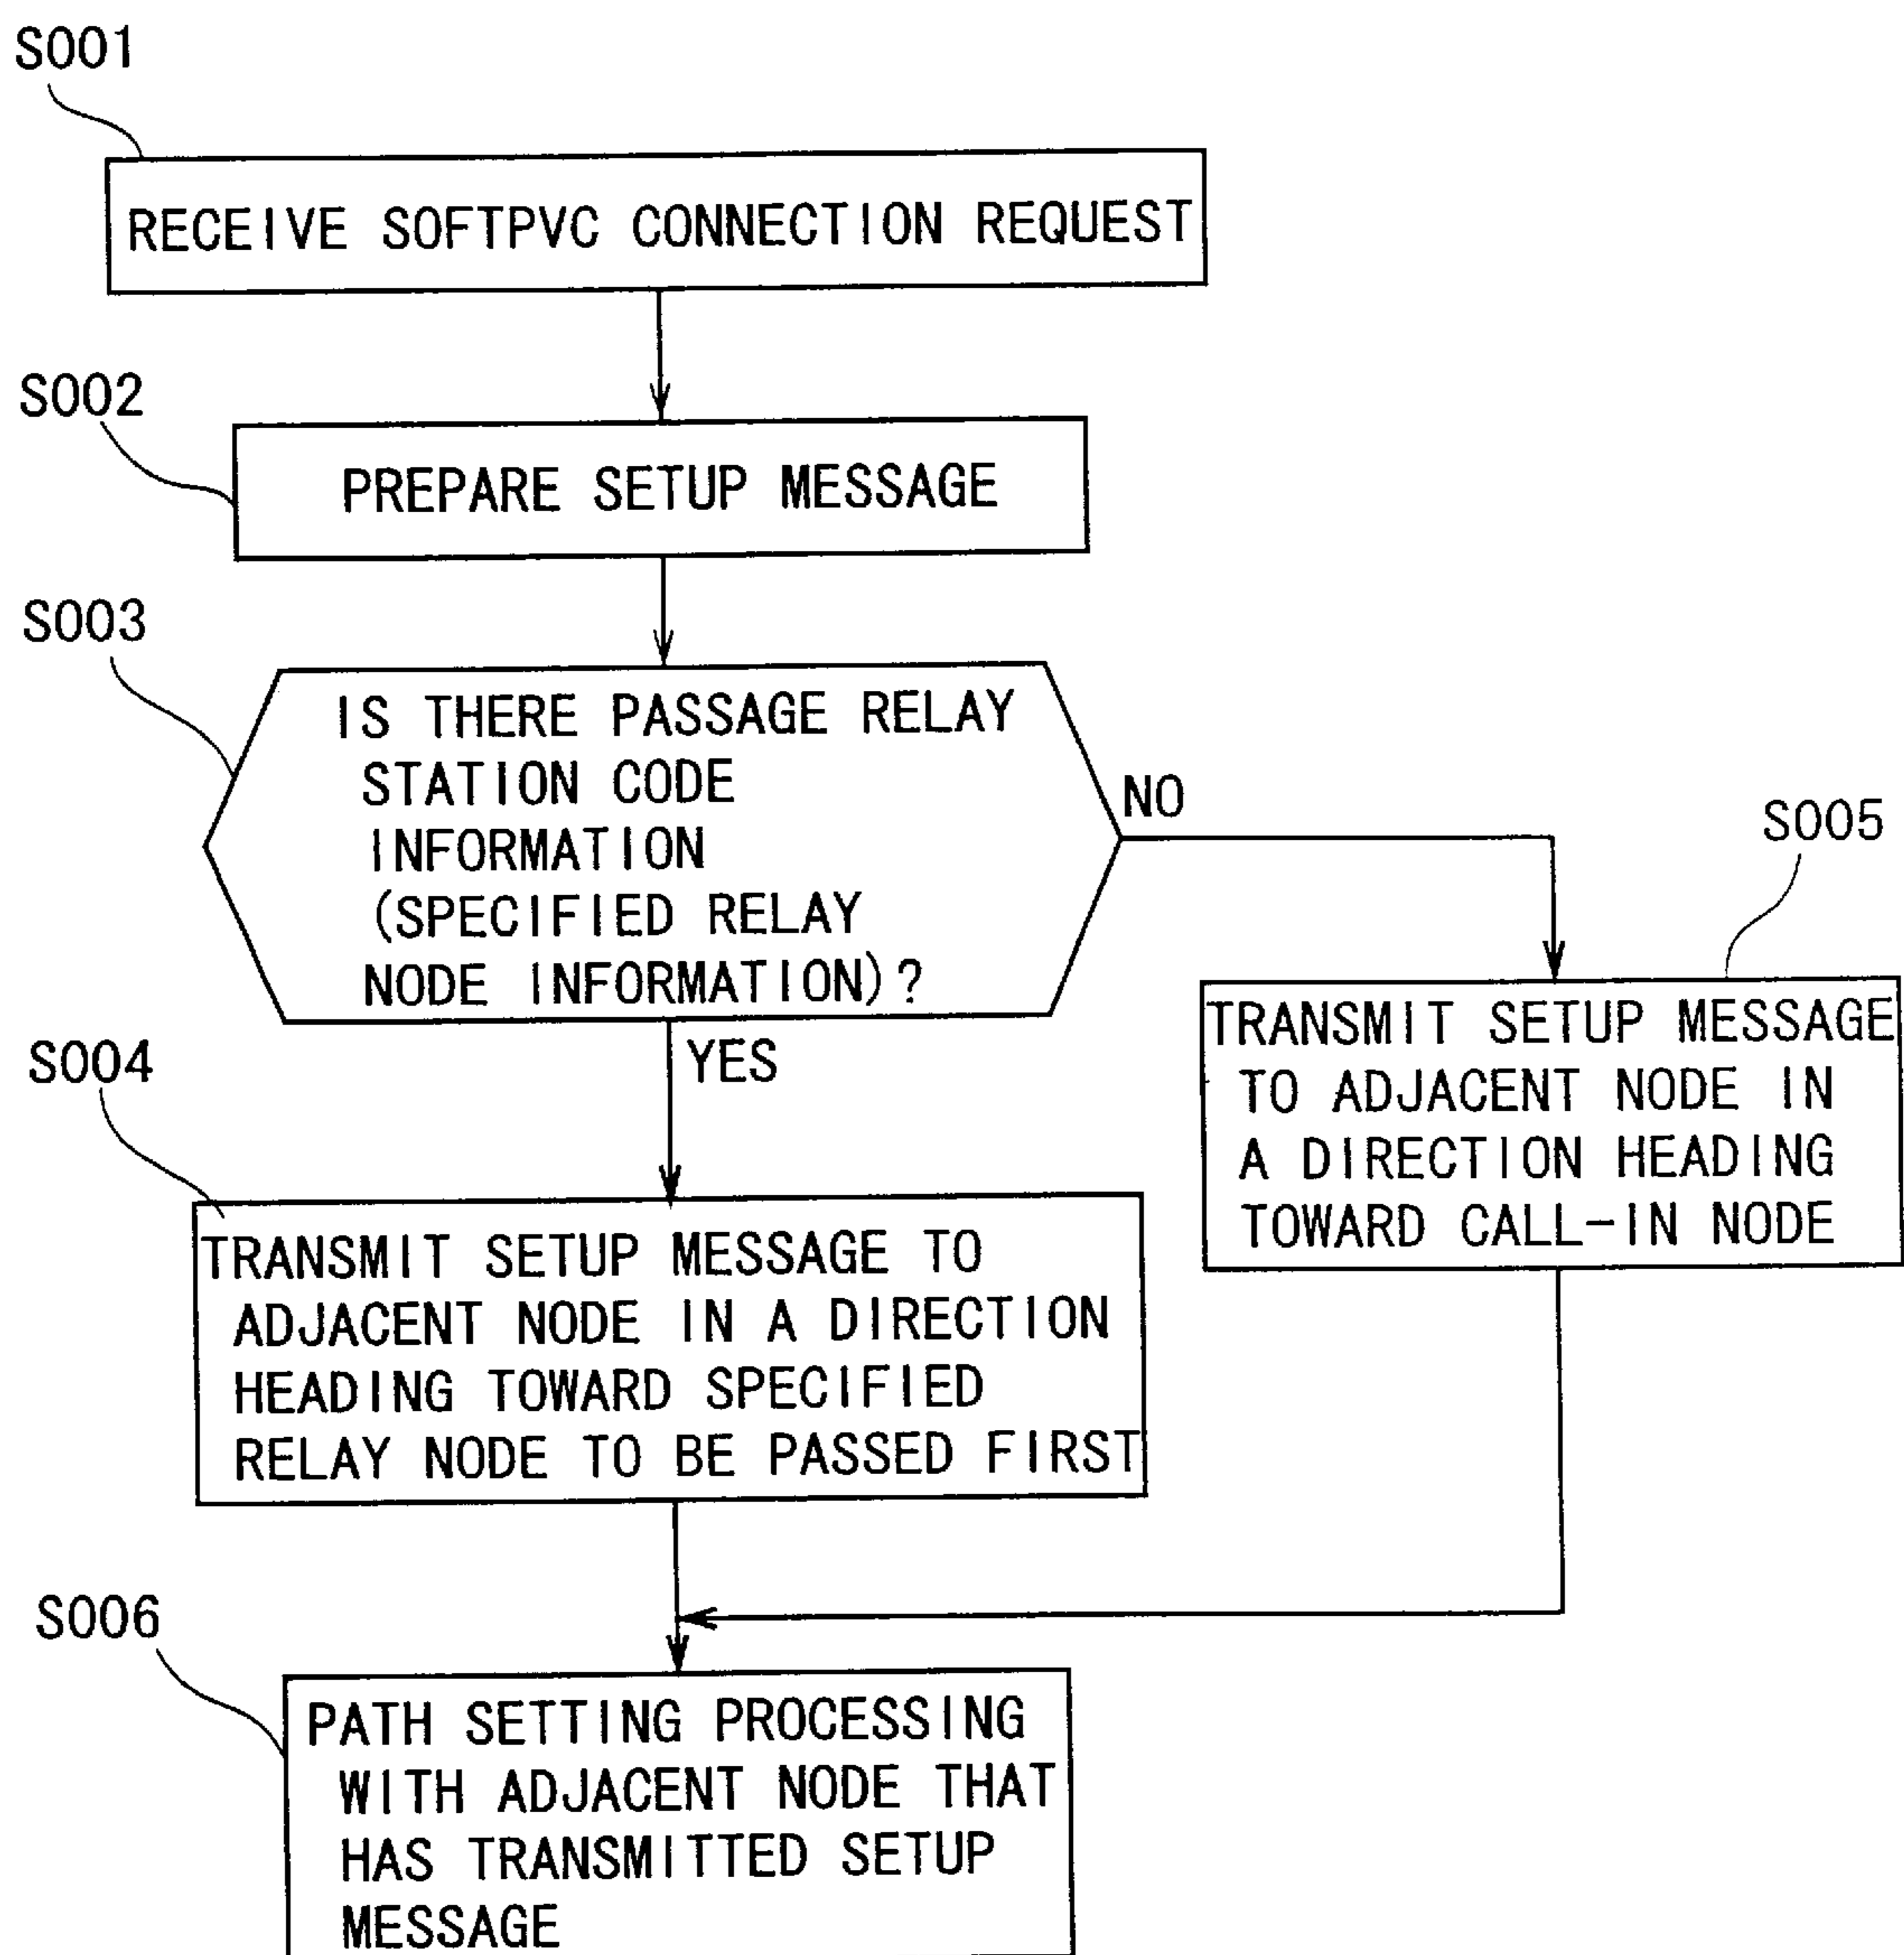 S001
RECEIVE SOFTPVC CONNECTION REQUEST
S002
PREPARE SETUP MESSAGE
S003
IS THERE PASSAGE RELAY
STATION CODE
INFORMATION
(SPECIFIED RELAY
NODE INFORMATION)?
NO
S005
TRANSMIT SETUP MESSAGE
TO ADJACENT NODE IN
A DIRECTION HEADING
TOWARD CALL-IN NODE
YES
S004
TRANSMIT SETUP MESSAGE TO
ADJACENT NODE IN A DIRECTION
HEADING TOWARD SPECIFIED
RELAY NODE TO BE PASSED FIRST
S006
PATH SETTING PROCESSING
WITH ADJACENT NODE THAT
HAS TRANSMITTED SETUP
MESSAGE